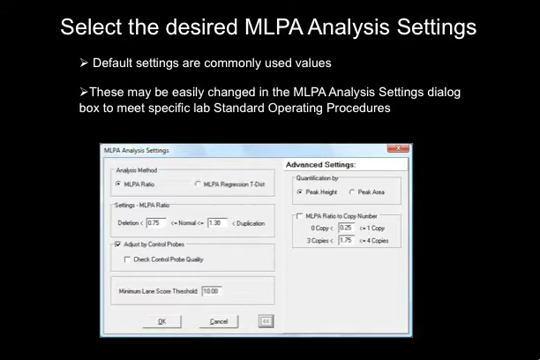 Select the desired MLPA Analysis Settings
➢ Default settings are commonly used values
➢These may be easily changed in the MLPA Analysis Settings dialog
box to meet specific lab Standard Operating Procedures
MLPA Analysis Settings
Analysis Method
MLPA Ratio
MLPA Regression T-Dist
Settings - MLPA Ratio
Deletion < 0.75 <= Normal <= 1.30 < Duplication
Adjust by Control Probes
Check Control Probe Quality
Minimum Lane Score Threshold: 10.00
OK Cancel <<
Advanced Settings:
Quantification by
Peak Height Peak Area
MLPA Ratio to Copy Number
0 Copy < 0.25 <= 1 Copy
3 Copies < 1.75 <= 4 Copies